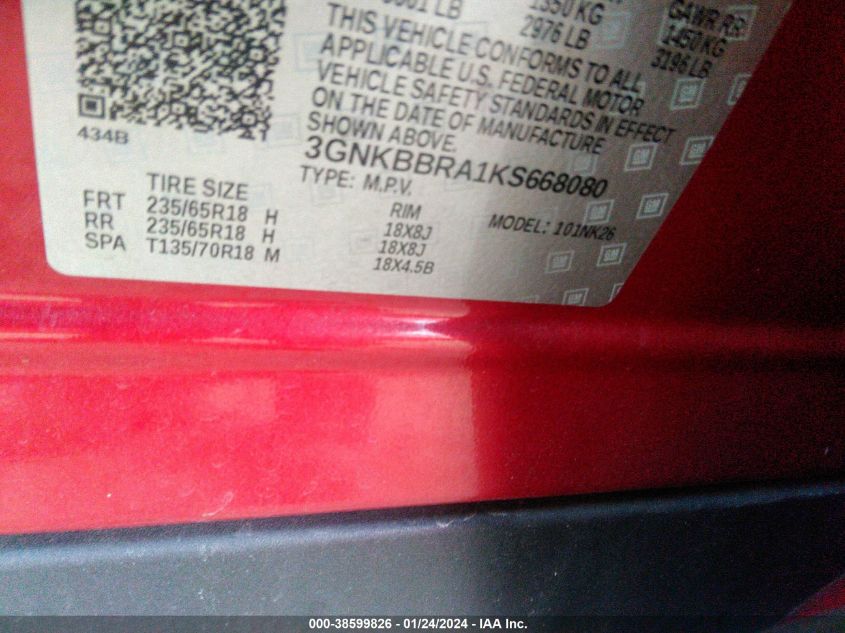 LB
1350 KG
2976 LB
GAWR RR
1450 KG
3196 LB
THIS VEHICLE CONFORMS TO ALL
APPLICABLE U.S. FEDERAL MOTOR
VEHICLE SAFETY STANDARDS IN EFFECT
ON THE DATE OF MANUFACTURE
SHOWN ABOVE.
434B
3GNKBBRA1KS668080
TYPE: M.P.V.
MODEL: 101NK26
TIRE SIZE RIM
FRT 235/65R18 H 18X8J
RR 235/65R18 H 18X8J
SPA T135/70R18 M 18X4.5B
GM
000-38599826 - 01/24/2024 - IAA Inc.